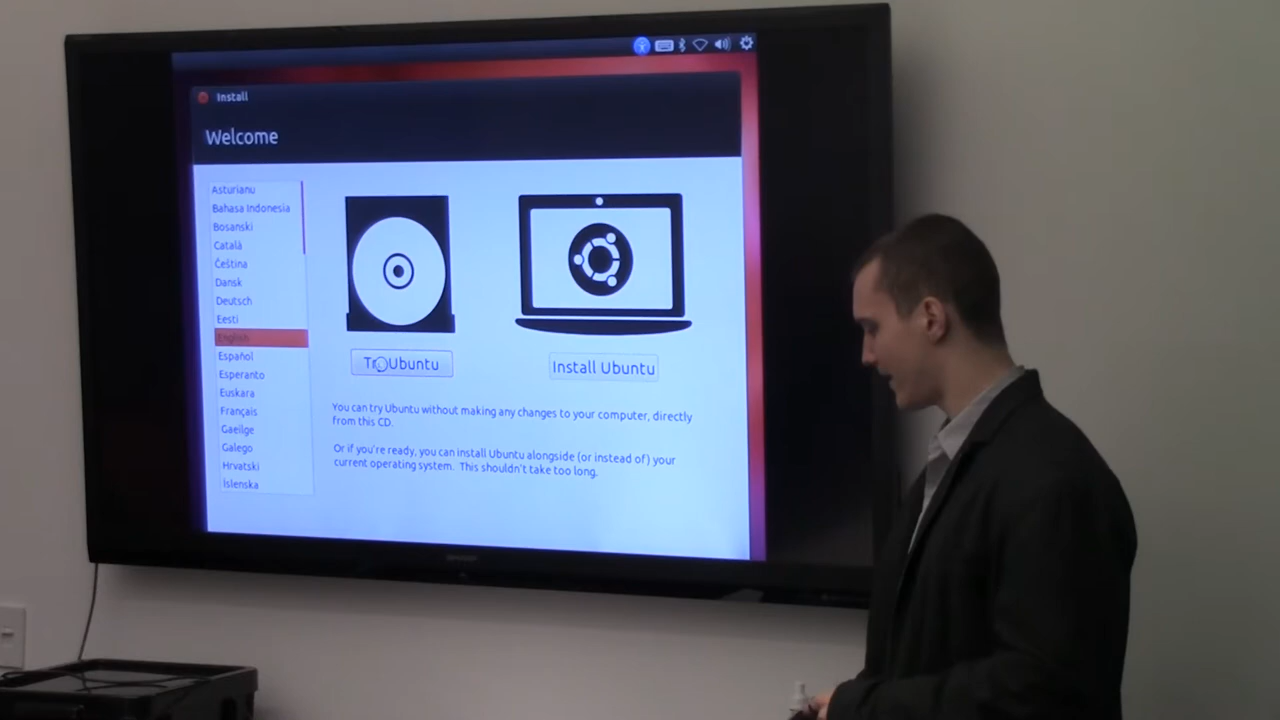 Install
Welcome
Asturianu
Bahasa Indonesia
Bosanski
Català
Čeština
Dansk
Deutsch
Eesti
English
Español
Esperanto
Euskara
Français
Gaeilge
Galego
Hrvatski
Íslenska
Try Ubuntu
Install Ubuntu
You can try Ubuntu without making any changes to your computer, directly
from this CD.
Or if you're ready, you can install Ubuntu alongside (or instead of) your
current operating system. This shouldn't take too long.